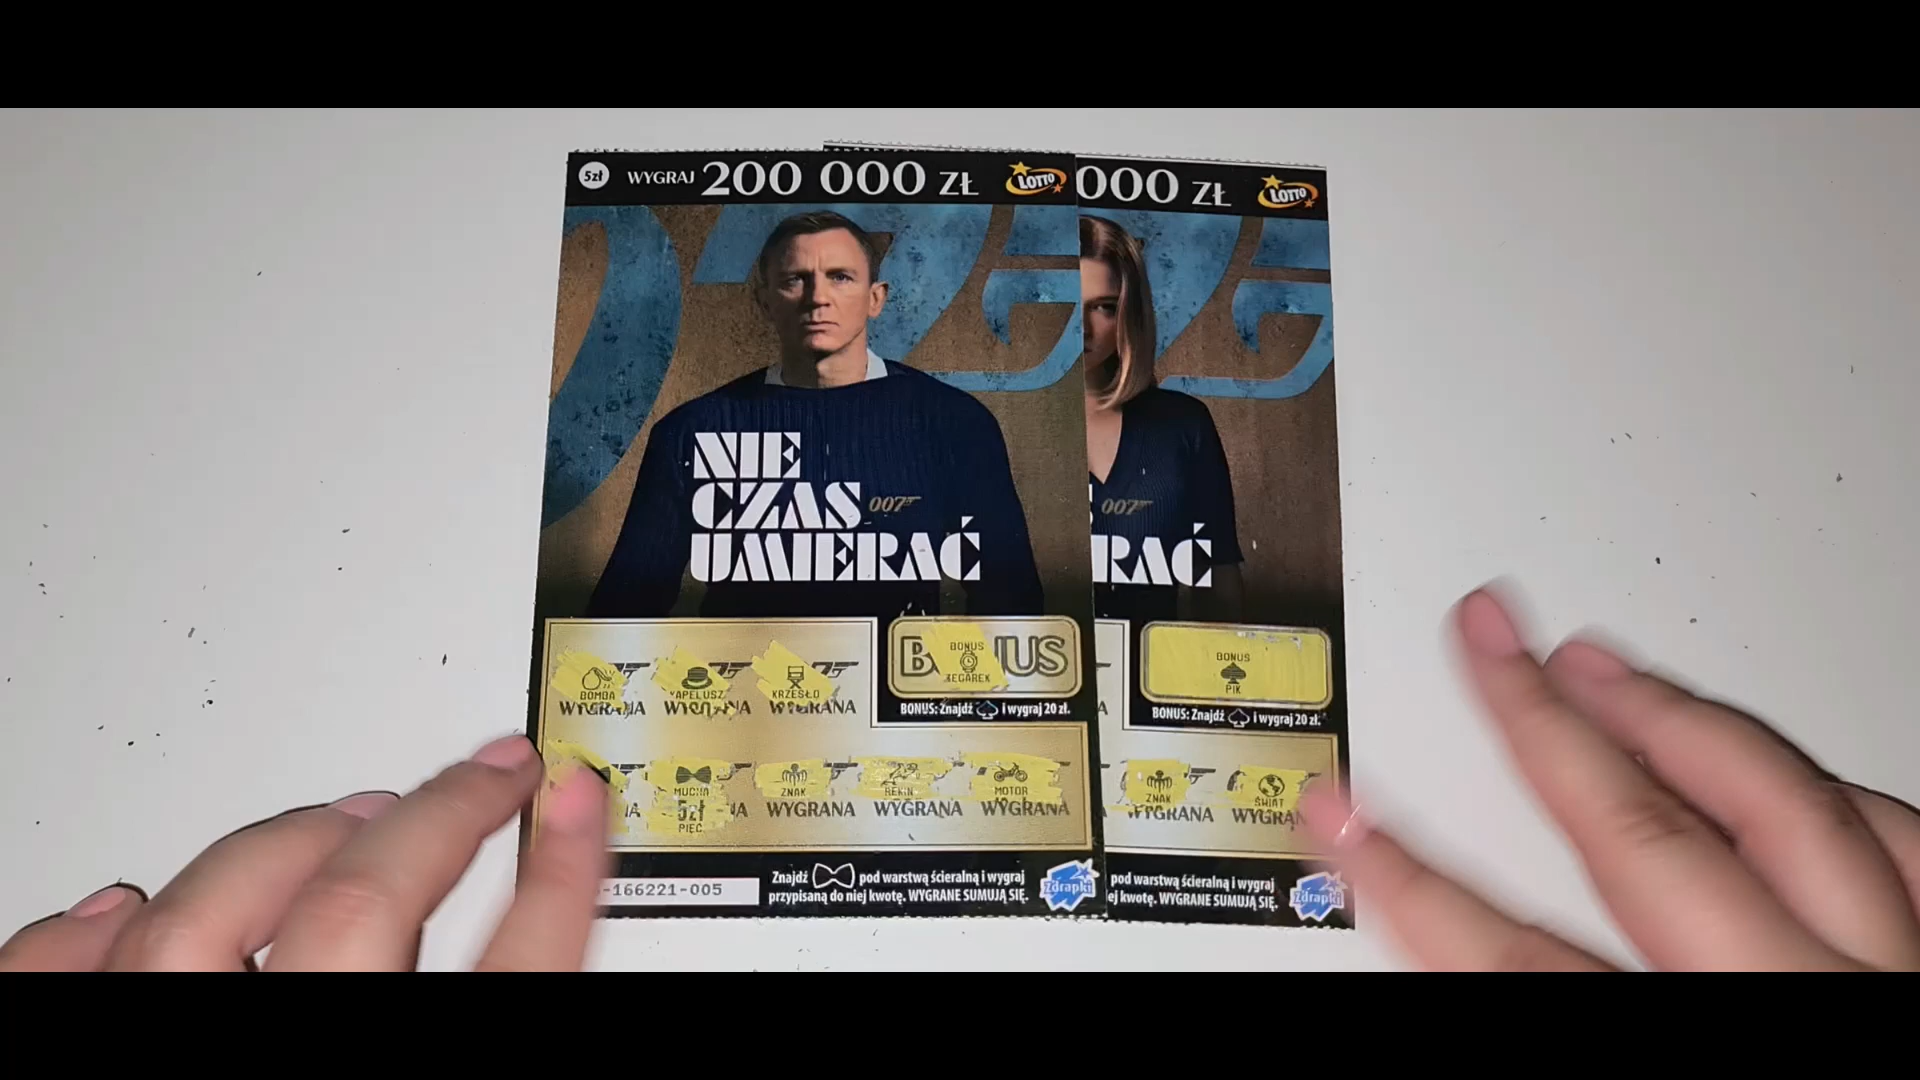 5zł WYGRAJ 200 000 ZŁ LOTTO
000 ZŁ LOTTO
NIE
CZAS 007
UMIERAĆ
007
RAĆ
BONUS
ZEGAREK
BOMBA KAPELUSZ KRZESŁO
WYGRANA WYGRANA WYGRANA
BONUS: Znajdź i wygraj 20 zł.
BONUS
PIK
BONUS: Znajdź i wygraj 20 zł.
MUCHA ZNAK REKIN MOTOR
5zł WYGRANA WYGRANA WYGRANA
PIĘĆ
ZNAK ŚWIAT
WYGRANA WYGRAN
-166221-005
Znajdź pod warstwą ścieralną i wygraj
przypisaną do niej kwotę. WYGRANE SUMUJĄ SIĘ.
Zdrapki
pod warstwą ścieralną i wygraj
ej kwotę. WYGRANE SUMUJĄ SIĘ.
Zdrapki